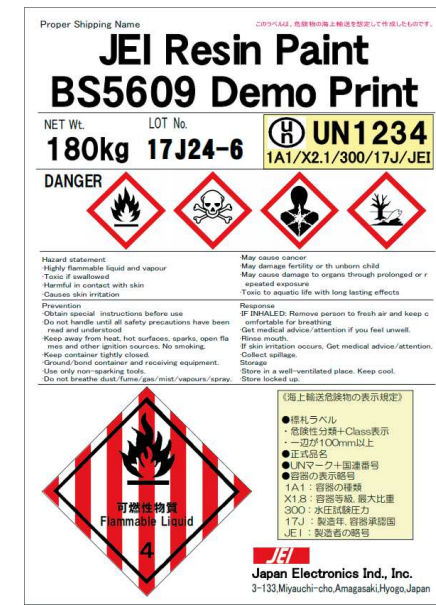 Proper Shipping Name
このラベルは、危険物の海上輸送を想定して作成したものです。
JEI Resin Paint
BS5609 Demo Print
NET Wt.
180kg
LOT No.
17J24-6
un
UN1234
1A1/X2.1/300/17J/JEI
DANGER
Hazard statement
·Highly flammable liquid and vapour
·Toxic if swallowed
·Harmful in contact with skin
·Causes skin irritation
·May cause cancer
·May damage fertility or th unborn child
·May cause damage to organs through prolonged or r
epeated exposure
·Toxic to aquatic life with long lasting effects
Prevention
·Obtain special instructions before use
·Do not handle until all safety precautions have been
read and understood
·Keep away from heat, hot surfaces, sparks, open fla
mes and other ignition sources. No smoking.
·Keep container tightly closed.
·Ground/bond container and receiving equipment.
·Use only non-sparking tools.
·Do not breathe dust/fume/gas/mist/vapours/spray.
Response
·IF INHALED: Remove person to fresh air and keep c
omfortable for breathing
·Get medical advice/attention if you feel unwell.
·Rinse mouth.
·If skin irritation occurs, Get medical advice/attention.
·Collect spillage.
Storage
·Store in a well-ventilated place. Keep cool.
·Store locked up.
可燃性物質
Flammable Liquid
4
《海上輸送危険物の表示規定》
●標札ラベル
・危険性分類+Class表示
・一辺が100mm以上
●正式品名
●UNマーク+国連番号
●容器の表示略号
1A1:容器の種類
X1.8:容器等級,最大比重
300:水圧試験圧力
17J:製造年,容器承認国
JEI:製造者の略号
JEI
Japan Electronics Ind., Inc.
3-133,Miyauchi-cho,Amagasaki,Hyogo,Japan